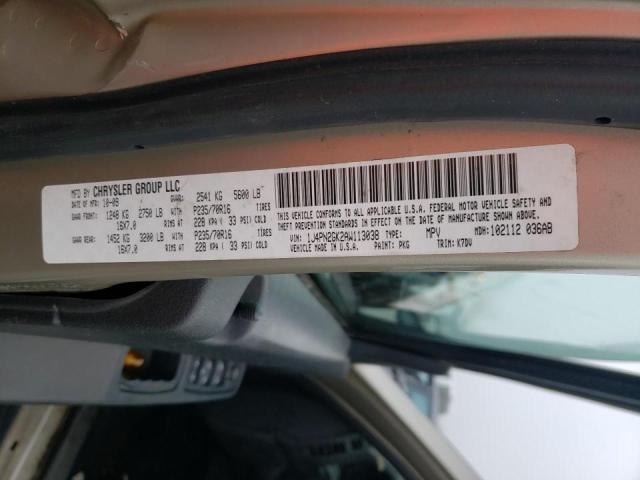 MFD BY CHRYSLER GROUP LLC
DATE OF MFR: 10-09 GVWR: 2541 KG 5600 LB
GAWR FRONT: 1248 KG 2750 LB WITH P235/70R16
16X7.0 RIMS AT 228 KPA ( 33 PSI COLD
GAWR REAR: 1452 KG 3200 LB WITH P235/70R16
16X7.0 RIMS AT 228 KPA ( 33 PSI COLD
THIS VEHICLE CONFORMS TO ALL APPLICABLE U.S.A. FEDERAL MOTOR VEHICLE SAFETY AND
THEFT PREVENTION STANDARDS IN EFFECT ON THE DATE OF MANUFACTURE SHOWN ABOVE.
VIN: 1J4PN2GK2AW113038 TYPE: MPV MDH: 102112 036AB
VEHICLE MADE IN U.S.A. PAINT: PKG TRIM: K7DV